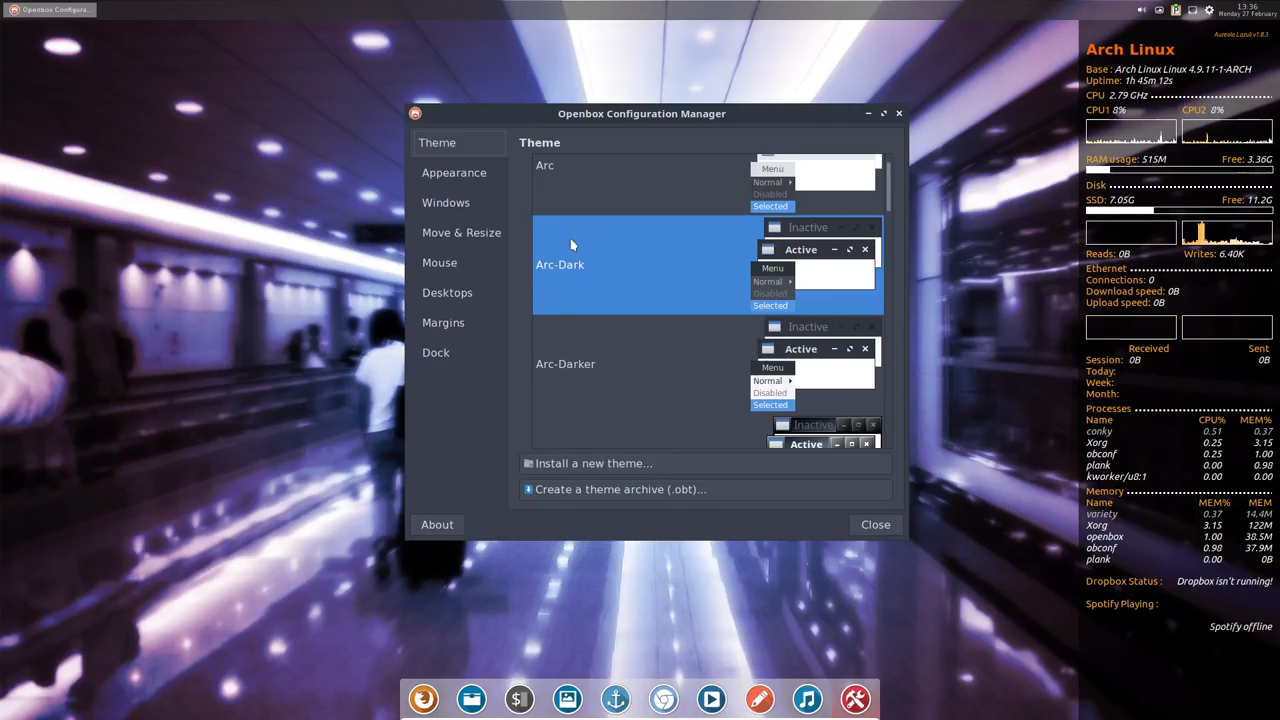 Openbox Configura...
13:36
Monday 27 February
Openbox Configuration Manager
Theme
Appearance
Windows
Move & Resize
Mouse
Desktops
Margins
Dock
Theme
Arc
Menu
Normal
Disabled
Selected
Arc-Dark
Inactive
Active
Menu
Normal
Disabled
Selected
Arc-Darker
Inactive
Active
Menu
Normal
Disabled
Selected
Inactive
Active
Install a new theme...
Create a theme archive (.obt)...
About
Close
Aureola Lazuli v1.8.3
Arch Linux
Base : Arch Linux Linux 4.9.11-1-ARCH
Uptime: 1h 45m 12s
CPU 2.79 GHz
CPU1 8% CPU2 8%
RAM usage: 515M Free: 3.36G
Disk
SSD: 7.05G Free: 11.2G
Reads: 0B Writes: 6.40K
Ethernet
Connections: 0
Download speed: 0B
Upload speed: 0B
Received Sent
Session: 0B 0B
Today:
Week:
Month:
Processes
Name CPU% MEM%
conky 0.51 0.37
Xorg 0.25 3.15
obconf 0.25 1.00
plank 0.00 0.98
kworker/u8:1 0.00 0.00
Memory
Name MEM% MEM
variety 0.37 14.4M
Xorg 3.15 122M
openbox 1.00 38.5M
obconf 0.98 37.9M
plank 0.00 0B
Dropbox Status : Dropbox isn't running!
Spotify Playing :
Spotify offline